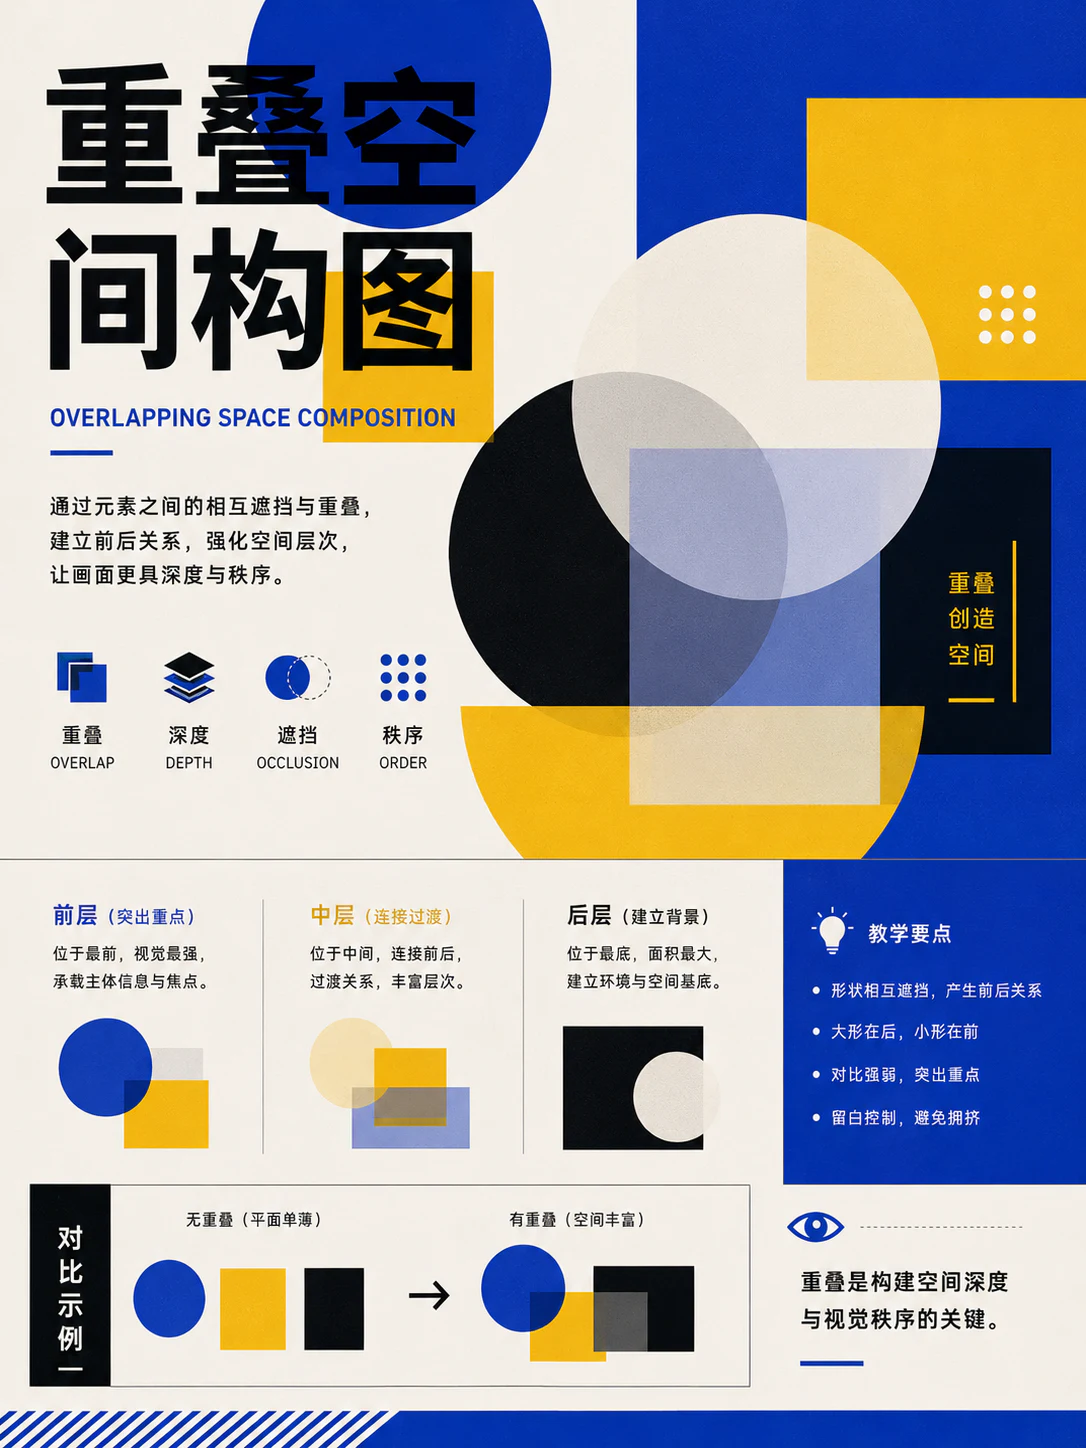 重叠空
间构图
OVERLAPPING SPACE COMPOSITION
通过元素之间的相互遮挡与重叠，
建立前后关系，强化空间层次，
让画面更具深度与秩序。
重叠
OVERLAP
深度
DEPTH
遮挡
OCCLUSION
秩序
ORDER
重叠
创造
空间
前层（突出重点）
位于最前，视觉最强，
承载主体信息与焦点。
中层（连接过渡）
位于中间，连接前后，
过渡关系，丰富层次。
后层（建立背景）
位于最底，面积最大，
建立环境与空间基底。
教学要点
• 形状相互遮挡，产生前后关系
• 大形在后，小形在前
• 对比强弱，突出重点
• 留白控制，避免拥挤
对比示例
无重叠（平面单薄）
→
有重叠（空间丰富）
重叠是构建空间深度
与视觉秩序的关键。